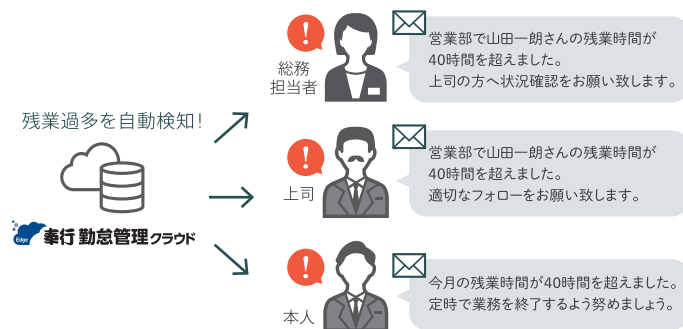 残業過多を自動検知!
Edge
奉行 勤怠管理クラウド
総務
担当者
営業部で山田一朗さんの残業時間が
40時間を超えました。
上司の方へ状況確認をお願い致します。
上司
営業部で山田一朗さんの残業時間が
40時間を超えました。
適切なフォローをお願い致します。
本人
今月の残業時間が40時間を超えました。
定時で業務を終了するよう努めましょう。